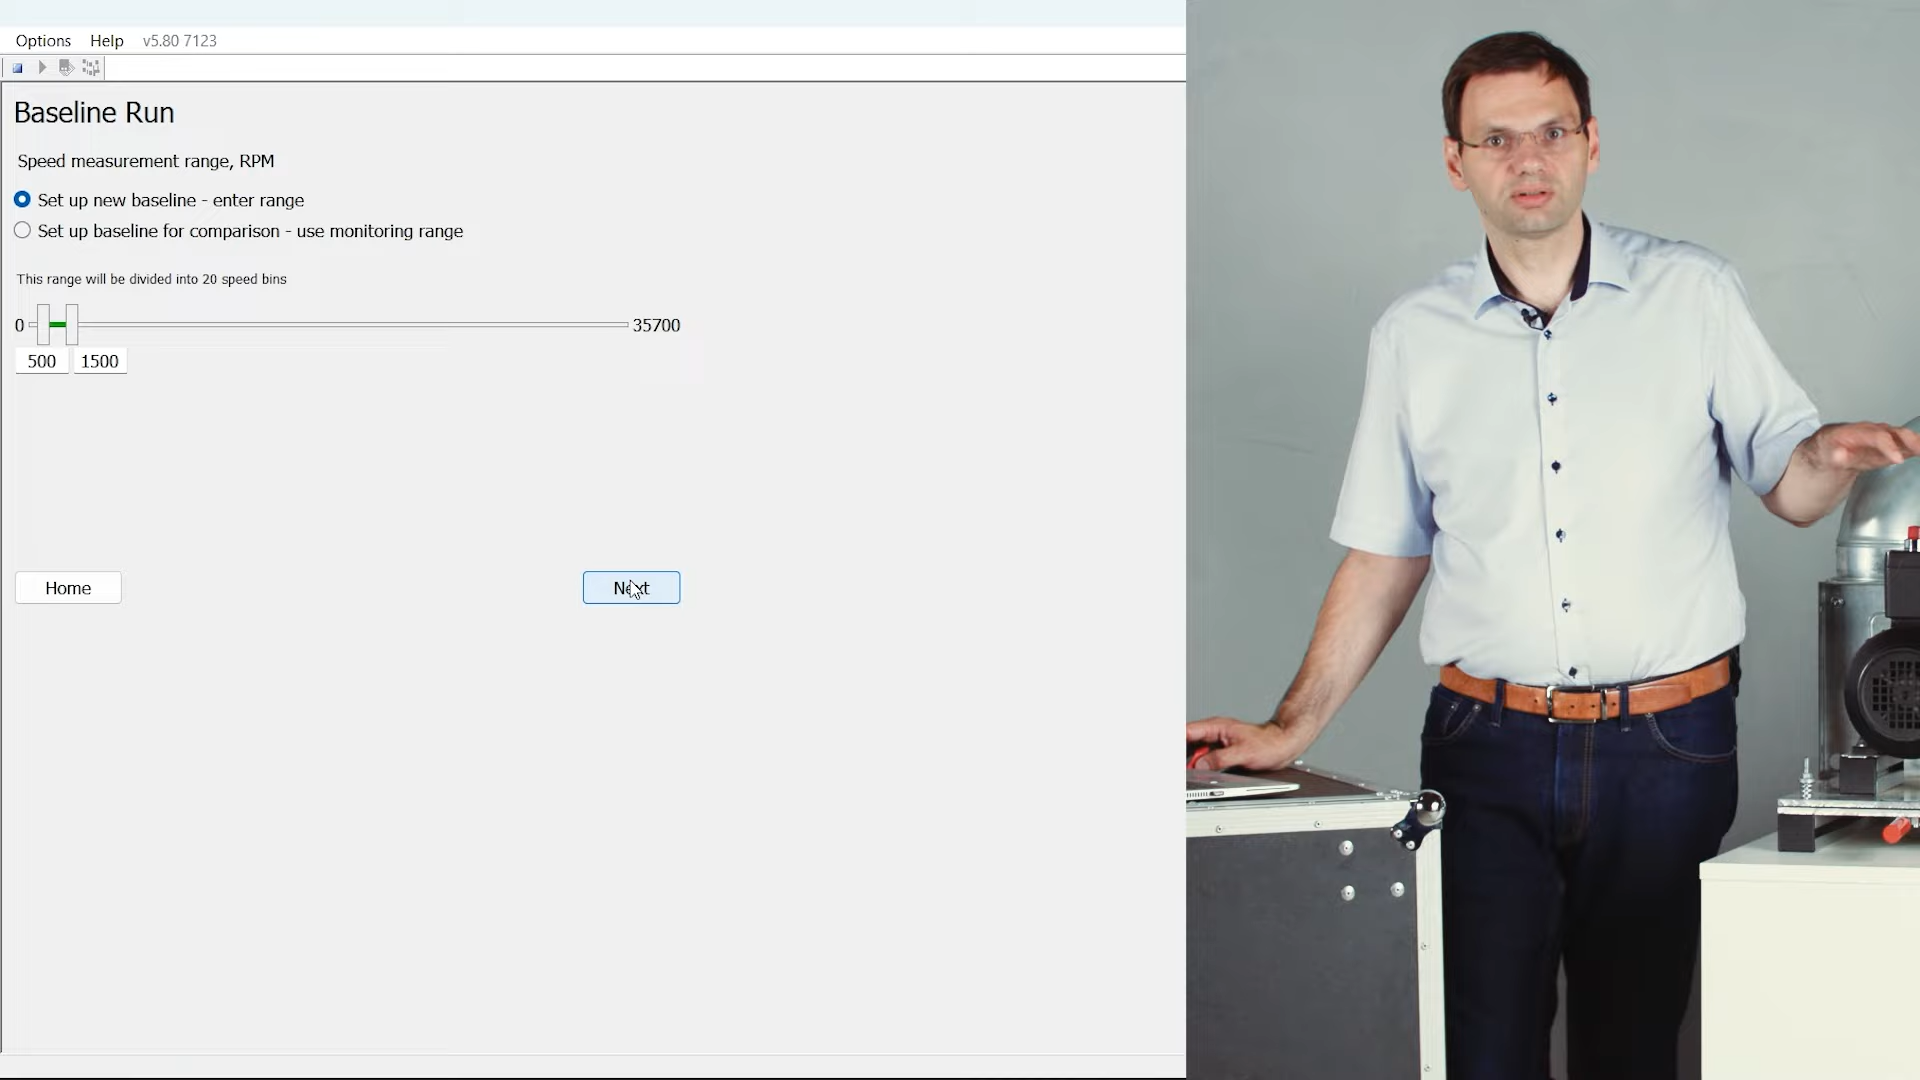 Options Help v5.80 7123
Baseline Run
Speed measurement range, RPM
Set up new baseline - enter range
Set up baseline for comparison - use monitoring range
This range will be divided into 20 speed bins
0 35700
500 1500
Home Next